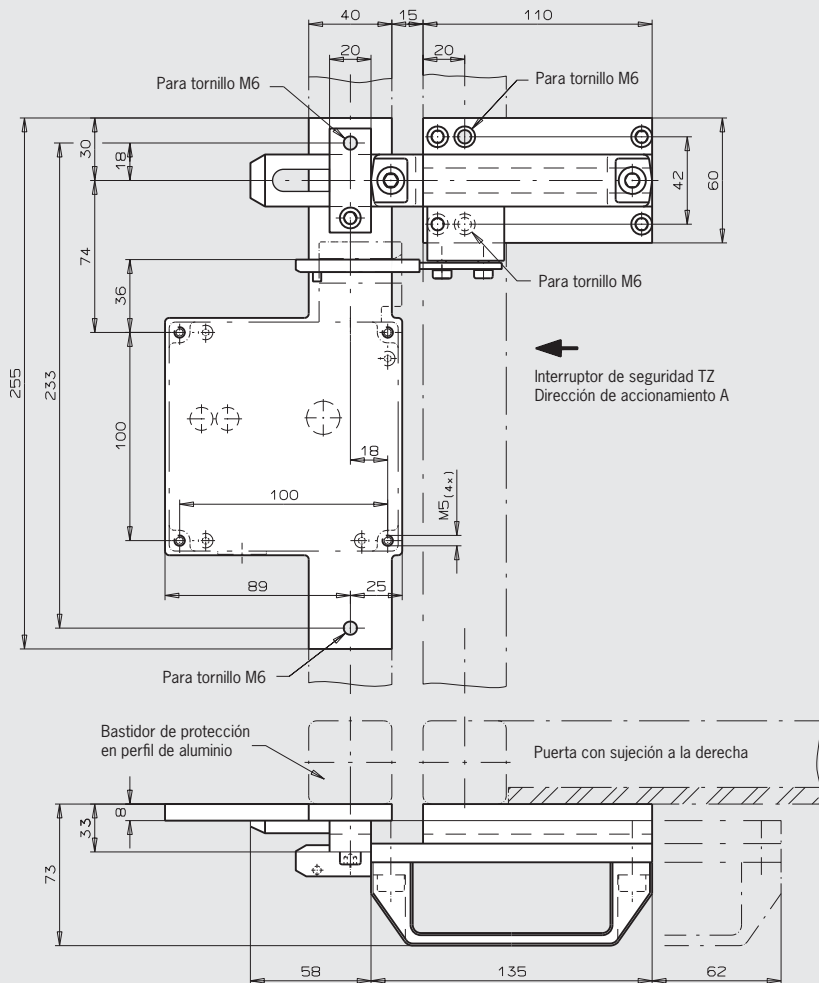 40 15 110
20 20
Para tornillo M6
Para tornillo M6
30
18
42
60
74
Para tornillo M6
36
Interruptor de seguridad TZ
Dirección de accionamiento A
255
233
100
18
100
M5 (4x)
89 25
Para tornillo M6
Bastidor de protección
en perfil de aluminio
Puerta con sujeción a la derecha
8
33
73
58 135 62